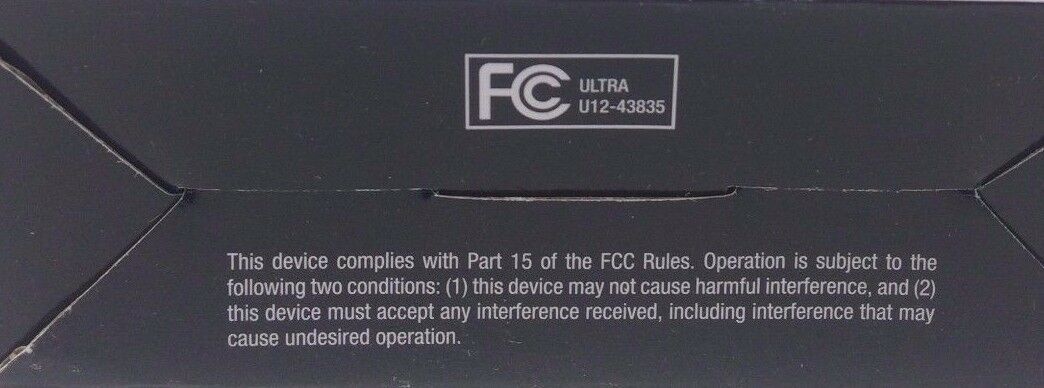 FC ULTRA
U12-43835
This device complies with Part 15 of the FCC Rules. Operation is subject to the
following two conditions: (1) this device may not cause harmful interference, and (2)
this device must accept any interference received, including interference that may
cause undesired operation.